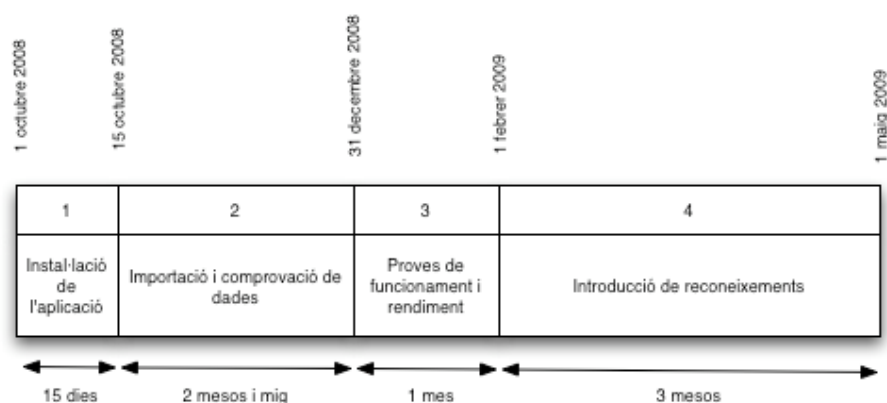 1 octubre 2008
15 octubre 2008
31 decembre 2008
1 febrer 2009
1 maig 2009
1
2
3
4
Instal·lació
de
l'aplicació
Importació i comprovació de
dades
Proves de
funcionament i
rendiment
Introducció de reconeixements
15 dies
2 mesos i mig
1 mes
3 mesos